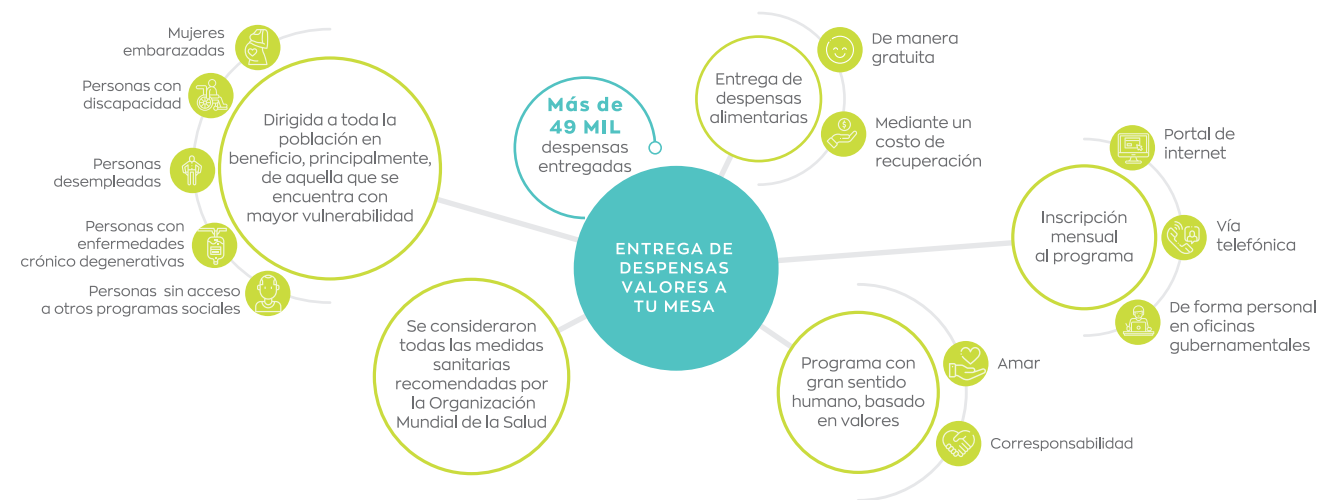 Mujeres
embarazadas
Personas con
discapacidad
Personas
desempleadas
Personas con
enfermedades
crónico degenerativas
Personas sin acceso
a otros programas sociales
Dirigida a toda la
población en
beneficio, principalmente,
de aquella que se
encuentra con
mayor vulnerabilidad
Más de
49 MIL
despensas
entregadas
ENTREGA DE
DESPENSAS
VALORES A
TU MESA
Entrega de
despensas
alimentarias
De manera
gratuita
Mediante un
costo de
recuperación
Inscripción
mensual
al programa
Portal de
internet
Vía
telefónica
De forma personal
en oficinas
gubernamentales
Se consideraron
todas las medidas
sanitarias
recomendadas por
la Organización
Mundial de la Salud
Programa con
gran sentido
humano, basado
en valores
Amar
Corresponsabilidad